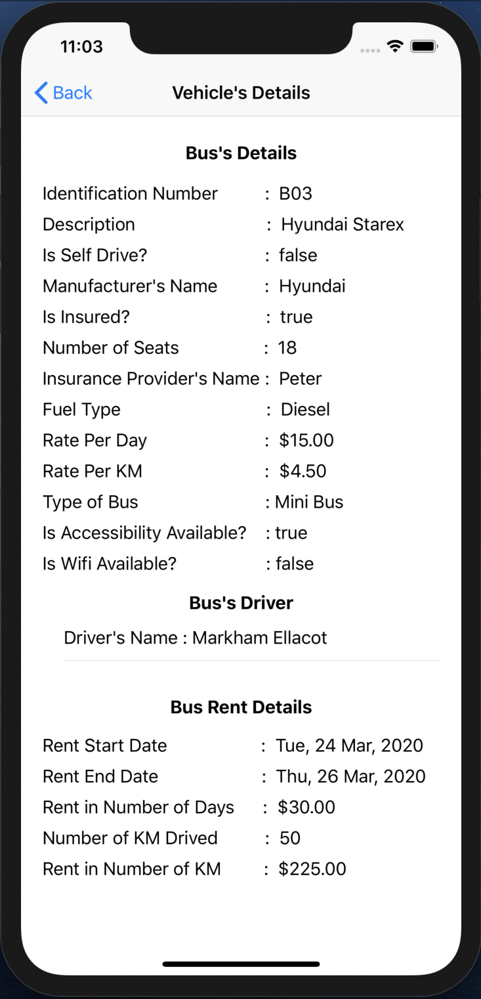 11:03
Back
Vehicle's Details
Bus's Details
Identification Number : B03
Description : Hyundai Starex
Is Self Drive? : false
Manufacturer's Name : Hyundai
Is Insured? : true
Number of Seats : 18
Insurance Provider's Name : Peter
Fuel Type : Diesel
Rate Per Day : $15.00
Rate Per KM : $4.50
Type of Bus : Mini Bus
Is Accessibility Available? : true
Is Wifi Available? : false
Bus's Driver
Driver's Name : Markham Ellacot
Bus Rent Details
Rent Start Date : Tue, 24 Mar, 2020
Rent End Date : Thu, 26 Mar, 2020
Rent in Number of Days : $30.00
Number of KM Drived : 50
Rent in Number of KM : $225.00